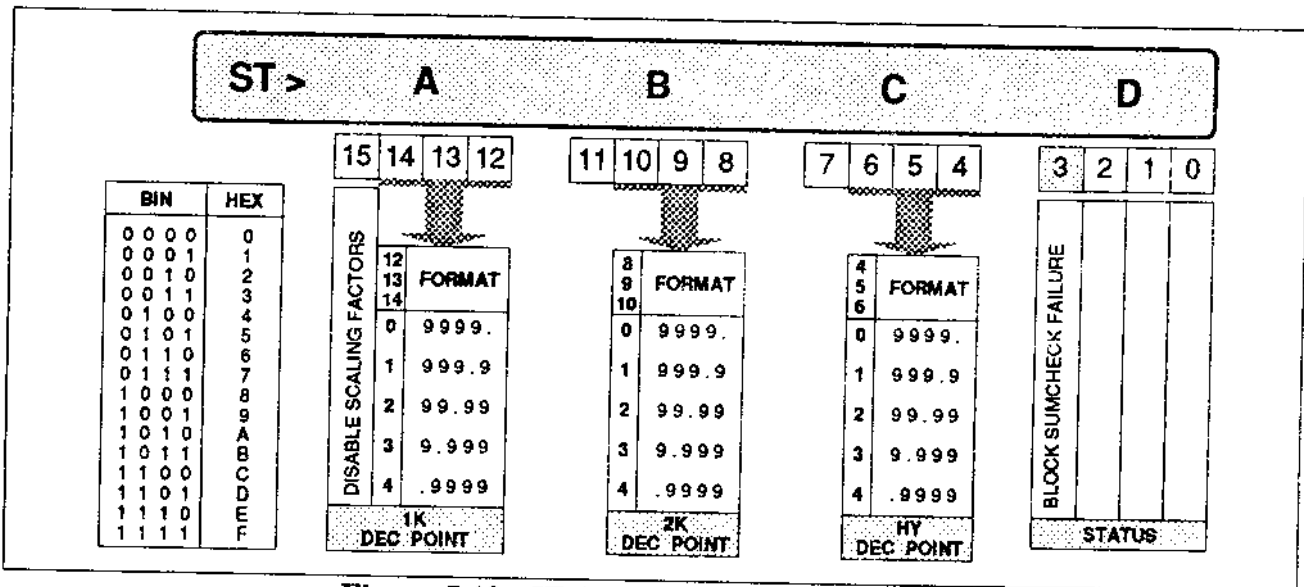 ST > A B C D
15 14 13 12 11 10 9 8 7 6 5 4 3 2 1 0
BIN HEX
0 0 0 0 0
0 0 0 1 1
0 0 1 0 2
0 0 1 1 3
0 1 0 0 4
0 1 0 1 5
0 1 1 0 6
0 1 1 1 7
1 0 0 0 8
1 0 0 1 9
1 0 1 0 A
1 0 1 1 B
1 1 0 0 C
1 1 0 1 D
1 1 1 0 E
1 1 1 1 F
DISABLE SCALING FACTORS
12
13
14
FORMAT
0 9999.
1 999.9
2 99.99
3 9.999
4 .9999
1K
DEC POINT
8
9
10
FORMAT
0 9999.
1 999.9
2 99.99
3 9.999
4 .9999
2K
DEC POINT
4
5
6
FORMAT
0 9999.
1 999.9
2 99.99
3 9.999
4 .9999
HY
DEC POINT
BLOCK SUMCHECK FAILURE
STATUS